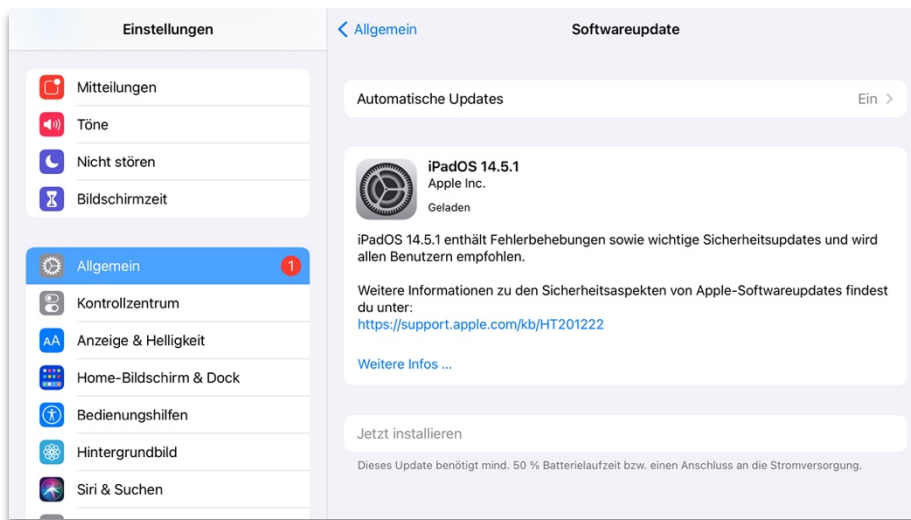 Einstellungen
Mitteilungen
Töne
Nicht stören
Bildschirmzeit
Allgemein
1
Kontrollzentrum
AA
Anzeige & Helligkeit
Home-Bildschirm & Dock
Bedienungshilfen
Hintergrundbild
Siri & Suchen
Allgemein
Softwareupdate
Automatische Updates
Ein
iPadOS 14.5.1
Apple Inc.
Geladen
iPadOS 14.5.1 enthält Fehlerbehebungen sowie wichtige Sicherheitsupdates und wird
allen Benutzern empfohlen.
Weitere Informationen zu den Sicherheitsaspekten von Apple-Softwareupdates findest
du unter:
https://support.apple.com/kb/HT201222
Weitere Infos ...
Jetzt installieren
Dieses Update benötigt mind. 50 % Batterielaufzeit bzw. einen Anschluss an die Stromversorgung.